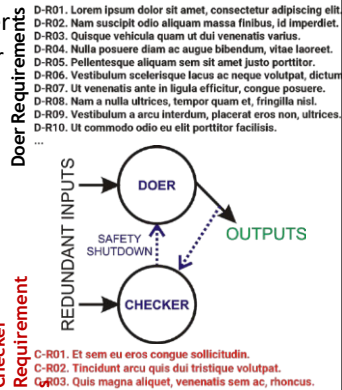 er
Doer Requirements
D-R01. Lorem ipsum dolor sit amet, consectetur adipiscing elit.
D-R02. Nam suscipit odio aliquam massa finibus, id imperdiet.
D-R03. Quisque vehicula quam ut dui venenatis varius.
D-R04. Nulla posuere diam ac augue bibendum, vitae laoreet.
D-R05. Pellentesque aliquam sem sit amet justo porttitor.
D-R06. Vestibulum scelerisque lacus ac neque volutpat, dictum
D-R07. Ut venenatis ante in ligula efficitur, congue posuere.
D-R08. Nam a nulla ultrices, tempor quam et, fringilla nisl.
D-R09. Vestibulum a arcu interdum, placerat eros non, ultrices.
D-R10. Ut commodo odio eu elit porttitor facilisis.
...
REDUNDANT INPUTS
DOER
SAFETY
SHUTDOWN
OUTPUTS
CHECKER
Checker
Requirement
s
C-R01. Et sem eu eros congue sollicitudin.
C-R02. Tincidunt arcu quis dui tristique volutpat.
C-R03. Quis magna aliquet, venenatis sem ac, rhoncus.